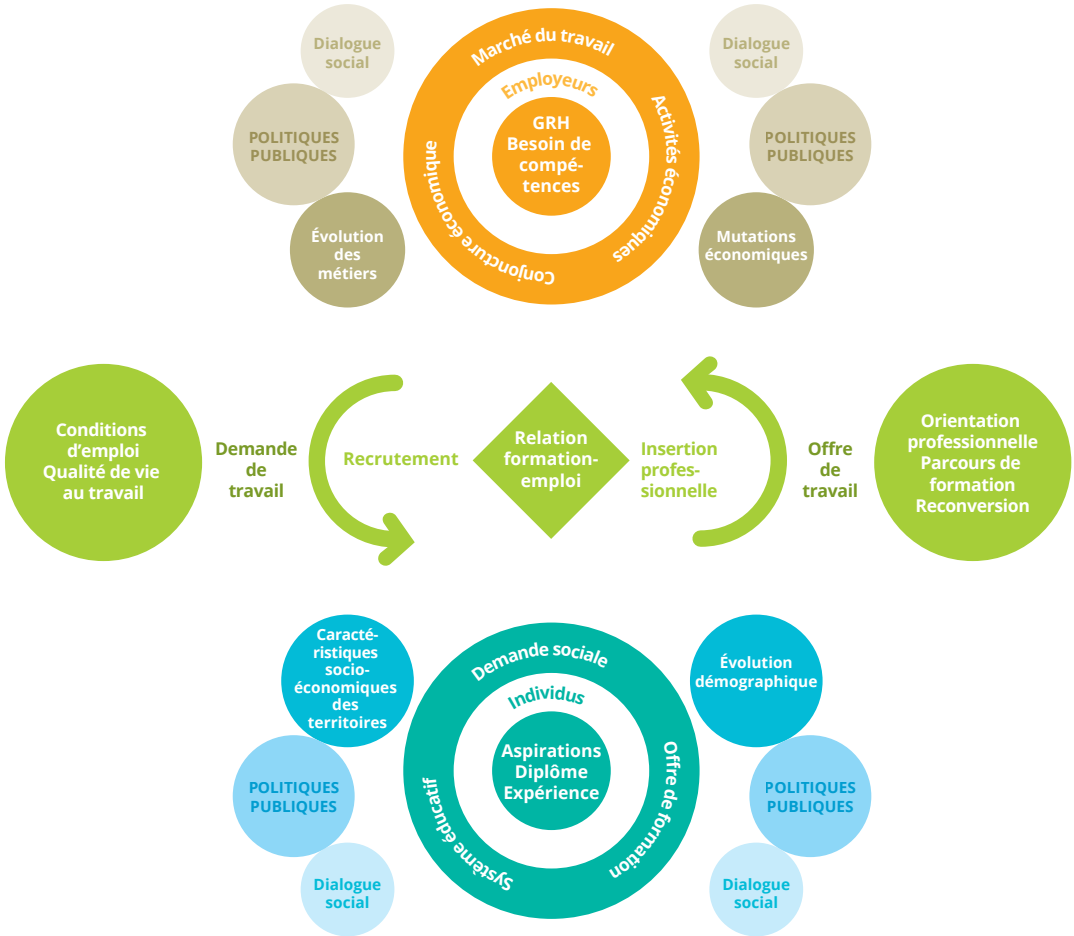 Dialogue
social
POLITIQUES
PUBLIQUES
Évolution
des
métiers
Marché du travail
Activités économiques
Conjoncture économique
Employeurs
GRH
Besoin de
compé-
tences
Dialogue
social
POLITIQUES
PUBLIQUES
Mutations
économiques
Conditions
d’emploi
Qualité de vie
au travail
Demande
de
travail
Recrutement
Relation
formation-
emploi
Insertion
profes-
sionnelle
Offre
de
travail
Orientation
professionnelle
Parcours de
formation
Reconversion
Caracté-
ristiques
socio-
économiques
des
territoires
POLITIQUES
PUBLIQUES
Dialogue
social
Demande sociale
Offre de formation
Système éducatif
Individus
Aspirations
Diplôme
Expérience
Évolution
démographique
POLITIQUES
PUBLIQUES
Dialogue
social